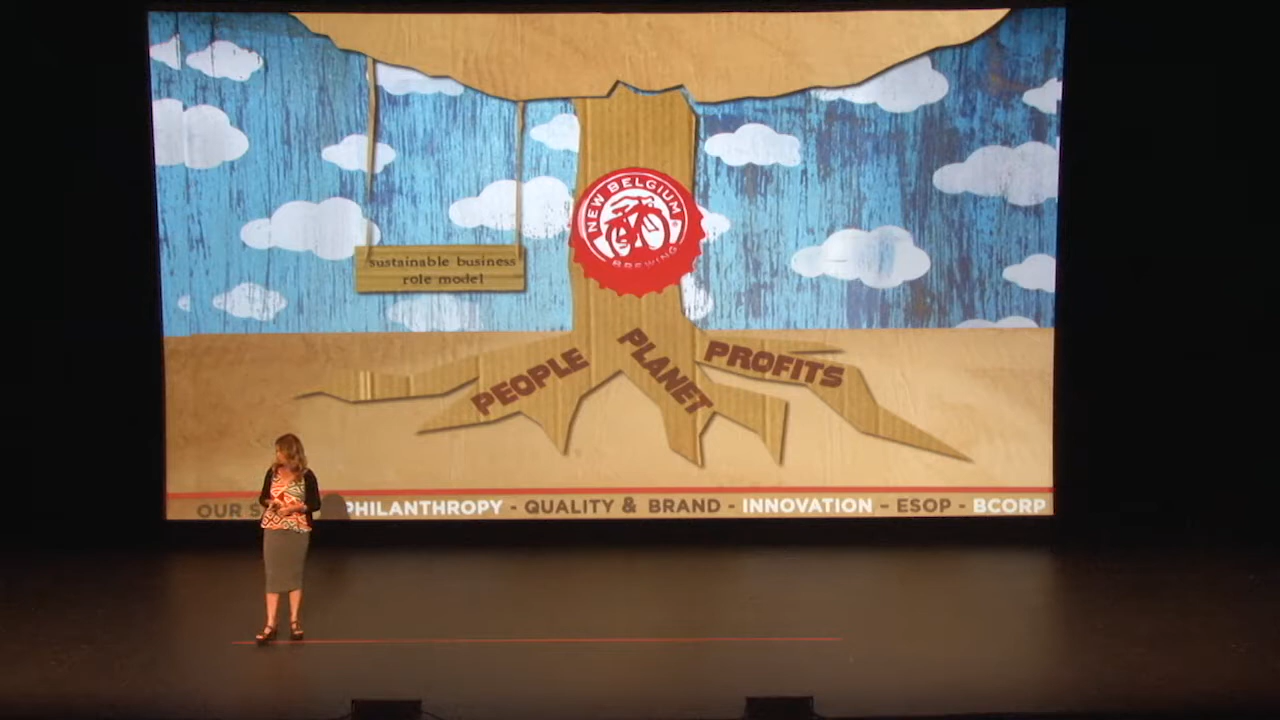 NEW BELGIUM
BREWING
sustainable business
role model
PEOPLE
PLANET
PROFITS
OUR PHILANTHROPY - QUALITY & BRAND - INNOVATION - ESOP - BCORP